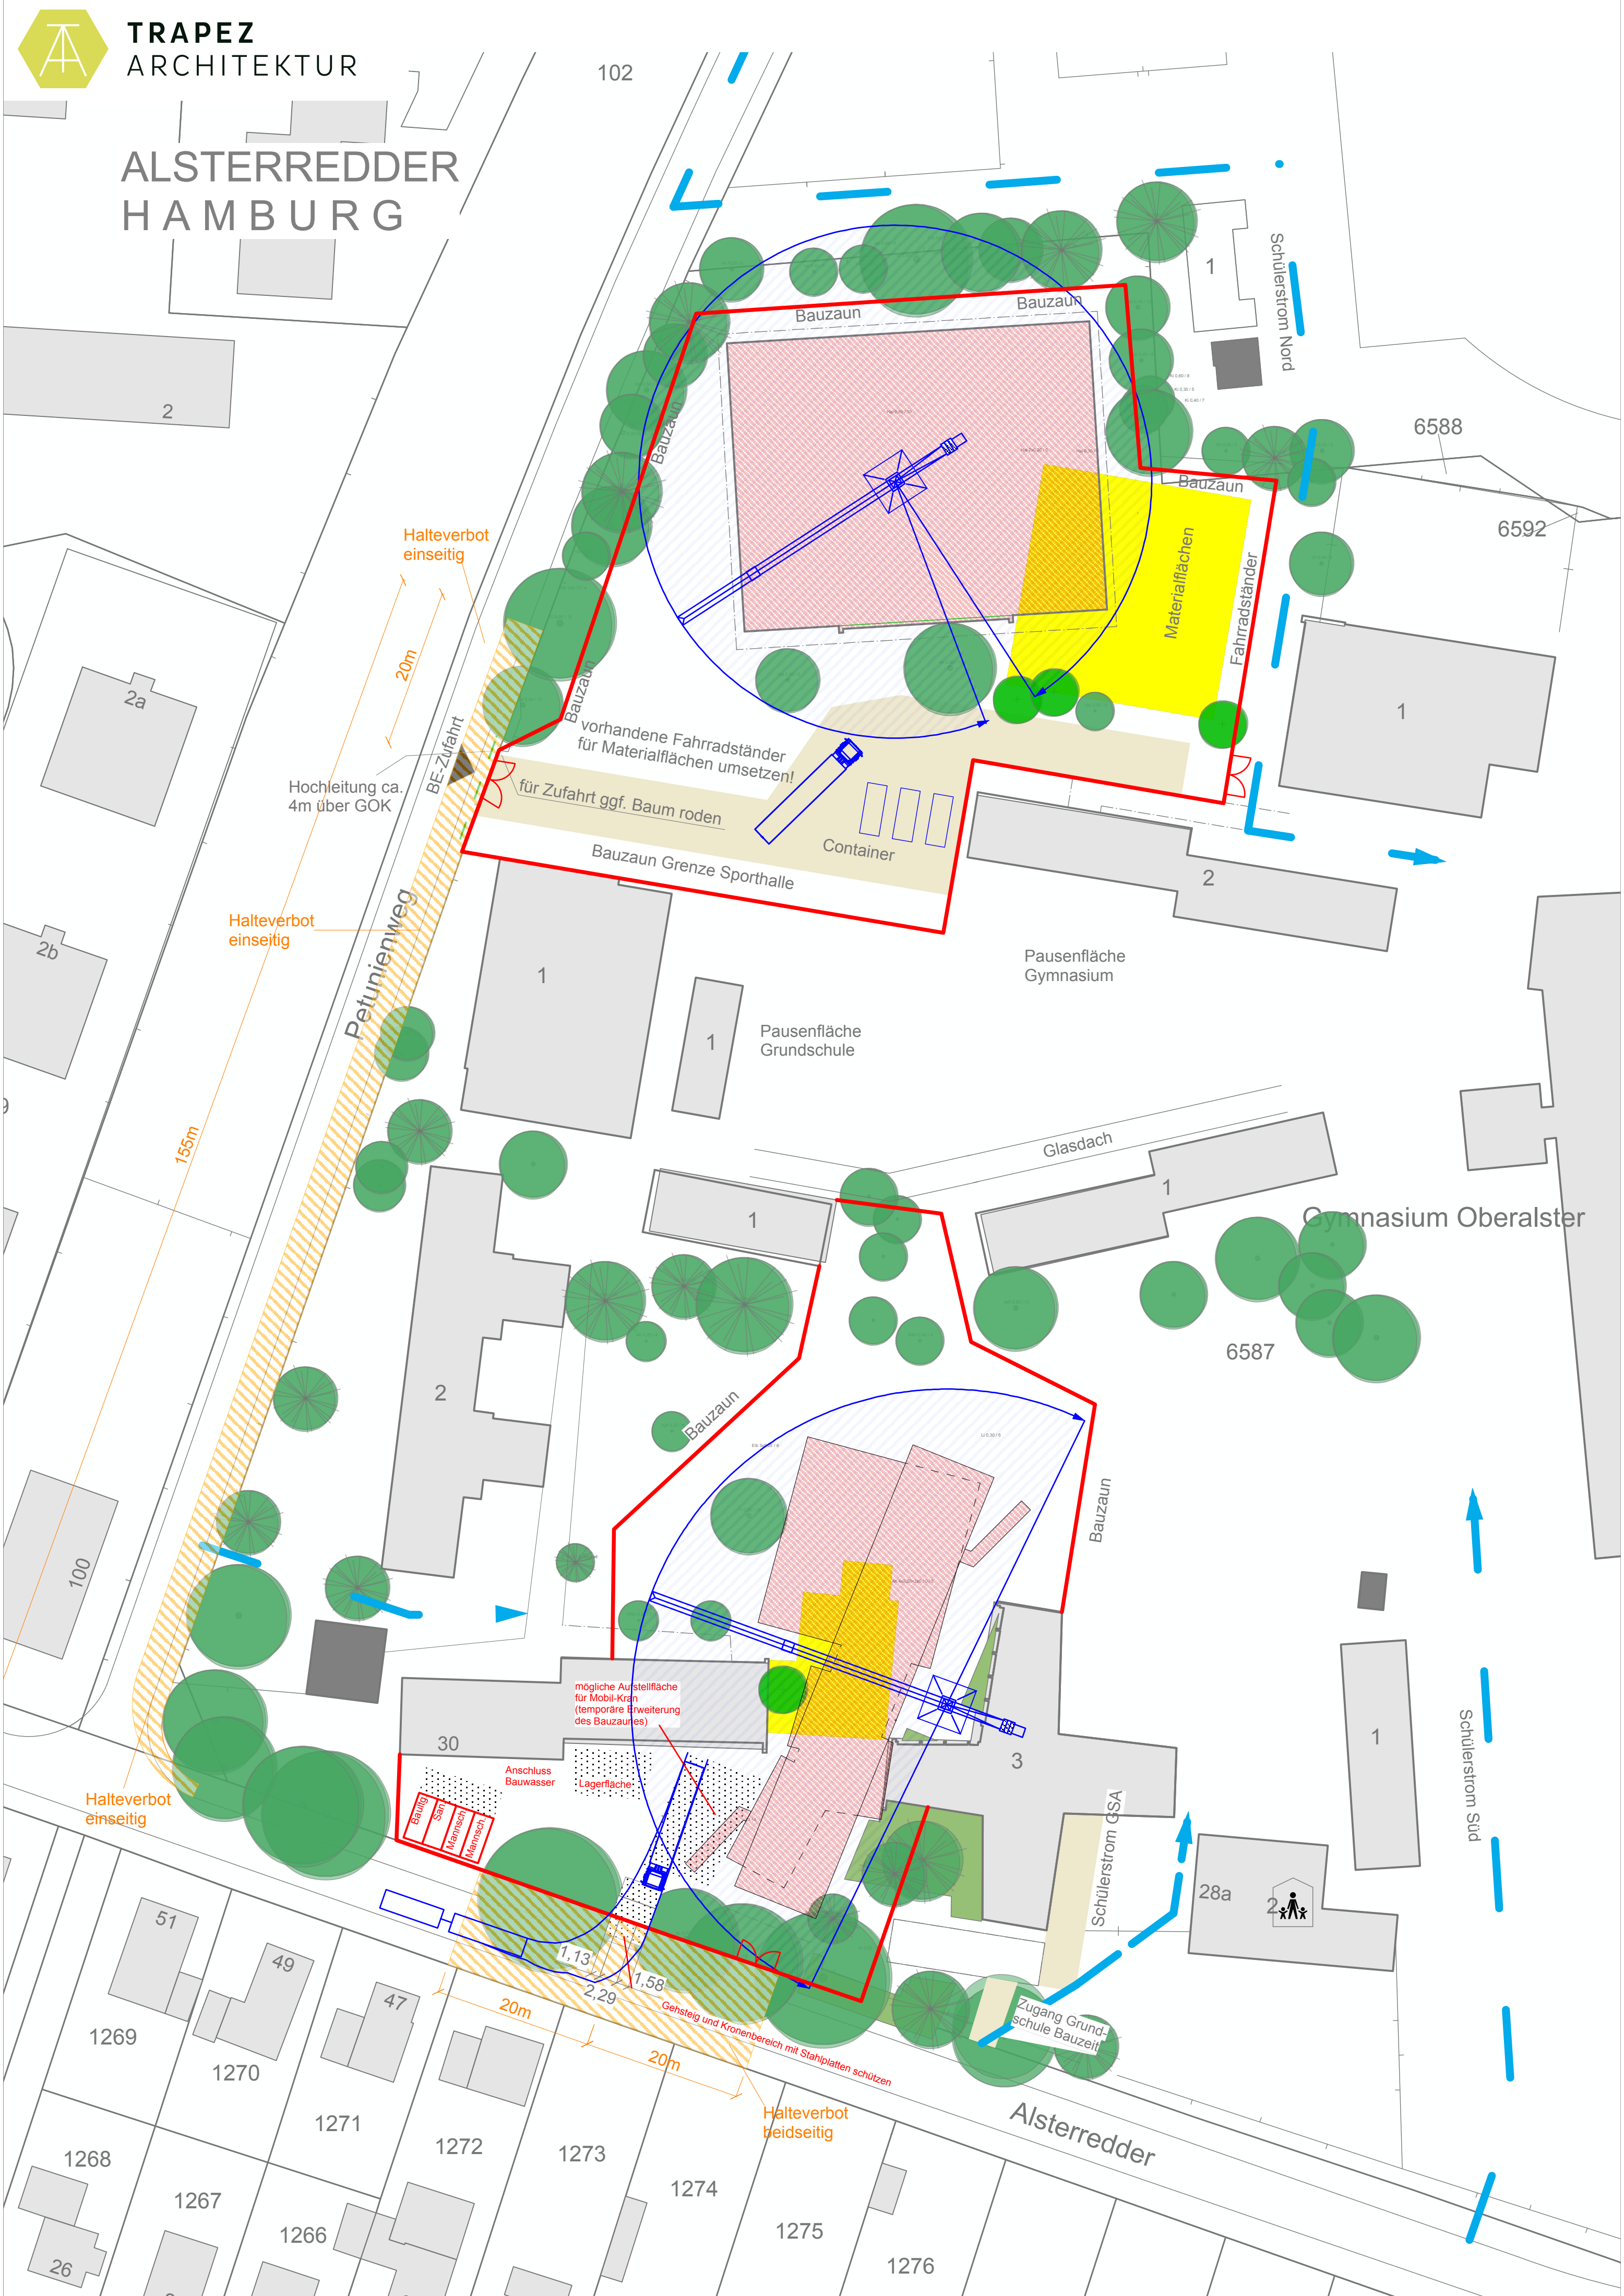 TRAPEZ
ARCHITEKTUR
ALSTERREDDER
HAMBURG
102
1
Schülerstrom Nord
Bauzaun
Bauzaun
2
Bauzaun
6588
Bauzaun
6592
Halteverbot
einseitig
Materialflächen
Fahrradständer
20m
2a
Bauzaun
1
vorhandene Fahrradständer
für Materialflächen umsetzen!
BE-Zufahrt
Hochleitung ca.
4m über GOK
für Zufahrt ggf. Baum roden
Container
Bauzaun Grenze Sporthalle
2
Halteverbot
einseitig
Petunienweg
2b
1
Pausenfläche
Gymnasium
1
Pausenfläche
Grundschule
155m
Glasdach
1
1
Gymnasium Oberalster
6587
2
Bauzaun
Bauzaun
100
mögliche Aufstellfläche
für Mobil-Kran
(temporäre Erweiterung
des Bauzaunes)
30
3
1
Schülerstrom Süd
Anschluss
Bauwasser
Lagerfläche
Halteverbot
einseitig
Baultg
San
Mannsch
Mannsch
Schülerstrom GSA
28a
2
51
49
47
1,13
2,29
1,58
20m
20m
Gehsteig und Kronenbereich mit Stahlplatten schützen
Zugang Grund-
schule Bauzeit
Halteverbot
beidseitig
Alsterredder
1269
1270
1271
1272
1273
1274
1275
1276
1268
1267
1266
26